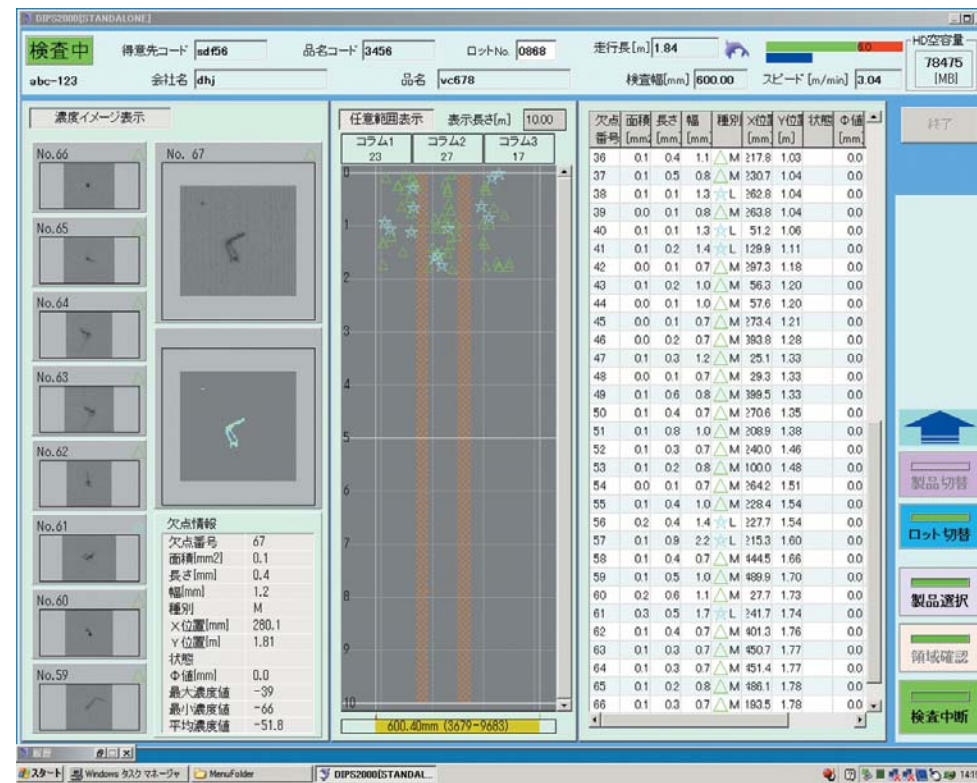 DIPS2000[STANDALONE]
検査中 得意先コード sdf56 品名コード 3456 ロットNo. 0868 走行長[m] 1.84 6.0 HD空容量
78475
[MB]
abc-123 会社名 dhj 品名 vc678 検査幅[mm] 600.00 スピード[m/min] 3.04
濃度イメージ表示
No.66
No.65
No.64
No.63
No.62
No.61
No.60
No.59
No. 67
欠点情報
欠点番号 67
面積[mm2] 0.1
長さ[mm] 0.4
幅[mm] 1.2
種別 M
X位置[mm] 280.1
Y位置[m] 1.81
状態
Φ値[mm] 0.0
最大濃度値 -39
最小濃度値 -66
平均濃度値 -51.8
任意範囲表示 表示長さ[m] 10.00
コラム1 コラム2 コラム3
23 27 17
0
1
2
3
4
5
6
7
8
9
10
600.40mm (3679-9683)
欠点 面積 長さ 幅 種別 X位置 Y位置 状態 Φ値
番号 [mm2 [mm] [mm] [mm] [m] [mm]
36 0.1 0.4 1.1 △ M 217.8 1.03 0.0
37 0.1 0.5 0.8 △ M 230.7 1.04 0.0
38 0.1 0.1 1.3 ☆ L 262.8 1.04 0.0
39 0.0 0.1 0.8 △ M 263.8 1.04 0.0
40 0.1 0.1 1.3 ☆ L 51.2 1.06 0.0
41 0.1 0.2 1.4 ☆ L 129.9 1.11 0.0
42 0.0 0.1 0.7 △ M 297.3 1.18 0.0
43 0.1 0.2 1.0 △ M 56.3 1.20 0.0
44 0.0 0.1 1.0 △ M 57.6 1.20 0.0
45 0.0 0.1 0.7 △ M 273.4 1.21 0.0
46 0.0 0.2 0.7 △ M 393.8 1.28 0.0
47 0.1 0.3 1.2 △ M 25.1 1.33 0.0
48 0.0 0.1 0.7 △ M 29.3 1.33 0.0
49 0.1 0.6 0.8 △ M 399.5 1.33 0.0
50 0.1 0.4 0.7 △ M 270.6 1.35 0.0
51 0.1 0.8 1.0 △ M 208.9 1.38 0.0
52 0.1 0.3 0.7 △ M 240.0 1.46 0.0
53 0.1 0.2 0.8 △ M 100.0 1.48 0.0
54 0.0 0.1 0.7 △ M 264.2 1.51 0.0
55 0.1 0.4 1.0 △ M 228.4 1.54 0.0
56 0.2 0.4 1.4 ☆ L 227.7 1.54 0.0
57 0.1 0.9 2.2 ☆ L 215.3 1.60 0.0
58 0.1 0.4 0.7 △ M 444.5 1.66 0.0
59 0.1 0.5 1.0 △ M 489.9 1.70 0.0
60 0.2 0.6 1.1 △ M 27.7 1.73 0.0
61 0.3 0.5 1.7 ☆ L 241.7 1.74 0.0
62 0.1 0.4 0.7 △ M 401.3 1.76 0.0
63 0.1 0.3 0.7 △ M 450.7 1.77 0.0
64 0.1 0.3 0.7 △ M 451.4 1.77 0.0
65 0.1 0.2 0.8 △ M 486.1 1.78 0.0
66 0.1 0.3 0.7 △ M 193.5 1.78 0.0
終了
製品切替
ロット切替
製品選択
領域確認
検査中断
履歴
スタート Windows タスク マネージャ MenuFolder DIPS2000[STANDAL...